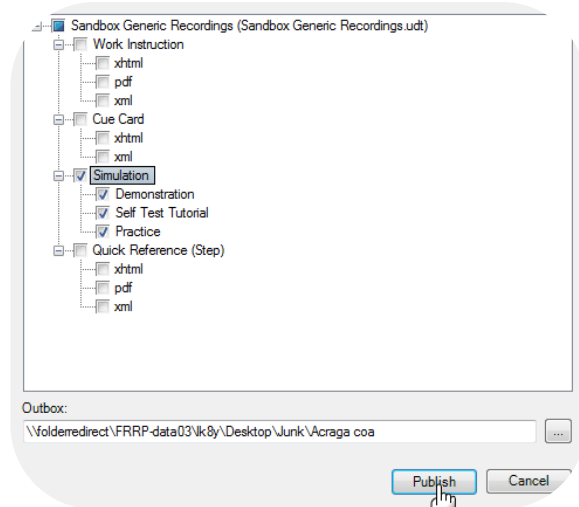 Sandbox Generic Recordings (Sandbox Generic Recordings.udt)
Work Instruction
xhtml
pdf
xml
Cue Card
xhtml
xml
Simulation
Demonstration
Self Test Tutorial
Practice
Quick Reference (Step)
xhtml
pdf
xml
Outbox:
\\folderredirect\FRRP-data03\lk8y\Desktop\Junk\Acraga coa
...
Publish Cancel